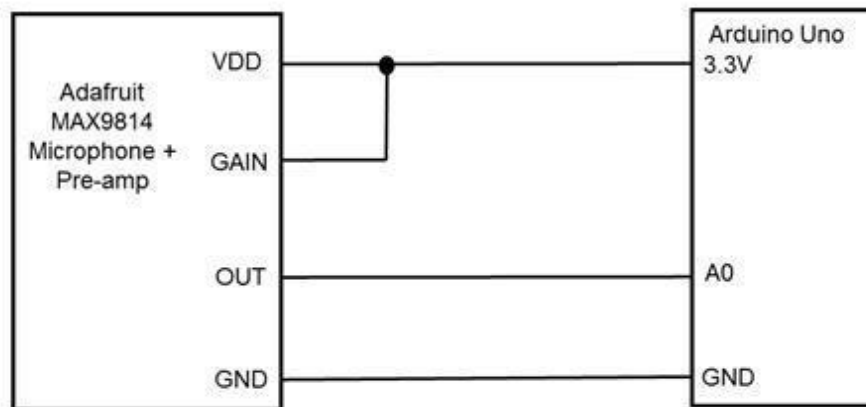 Adafruit
MAX9814
Microphone +
Pre-amp
VDD
GAIN
OUT
GND
Arduino Uno
3.3V
A0
GND